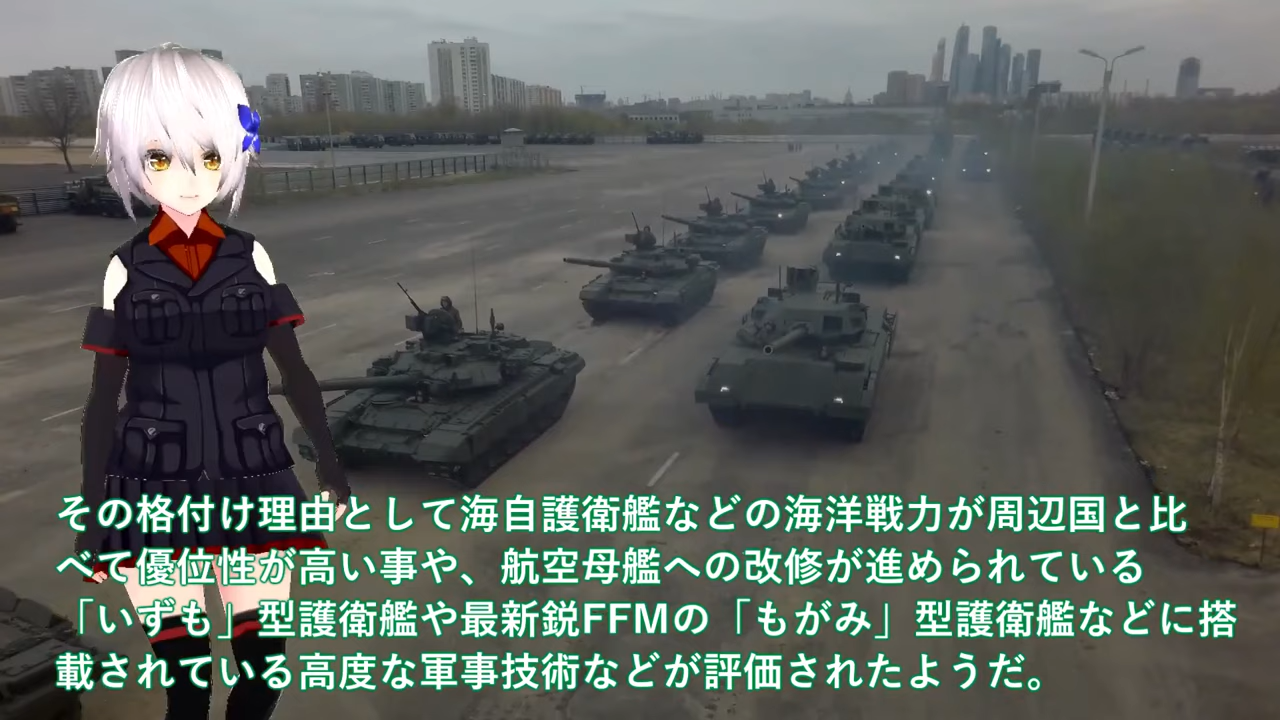 その格付け理由として海自護衛艦などの海洋戦力が周辺国と比
べて優位性が高い事や、航空母艦への改修が進められている
「いずも」型護衛艦や最新鋭FFMの「もがみ」型護衛艦などに搭
載されている高度な軍事技術などが評価されたようだ。